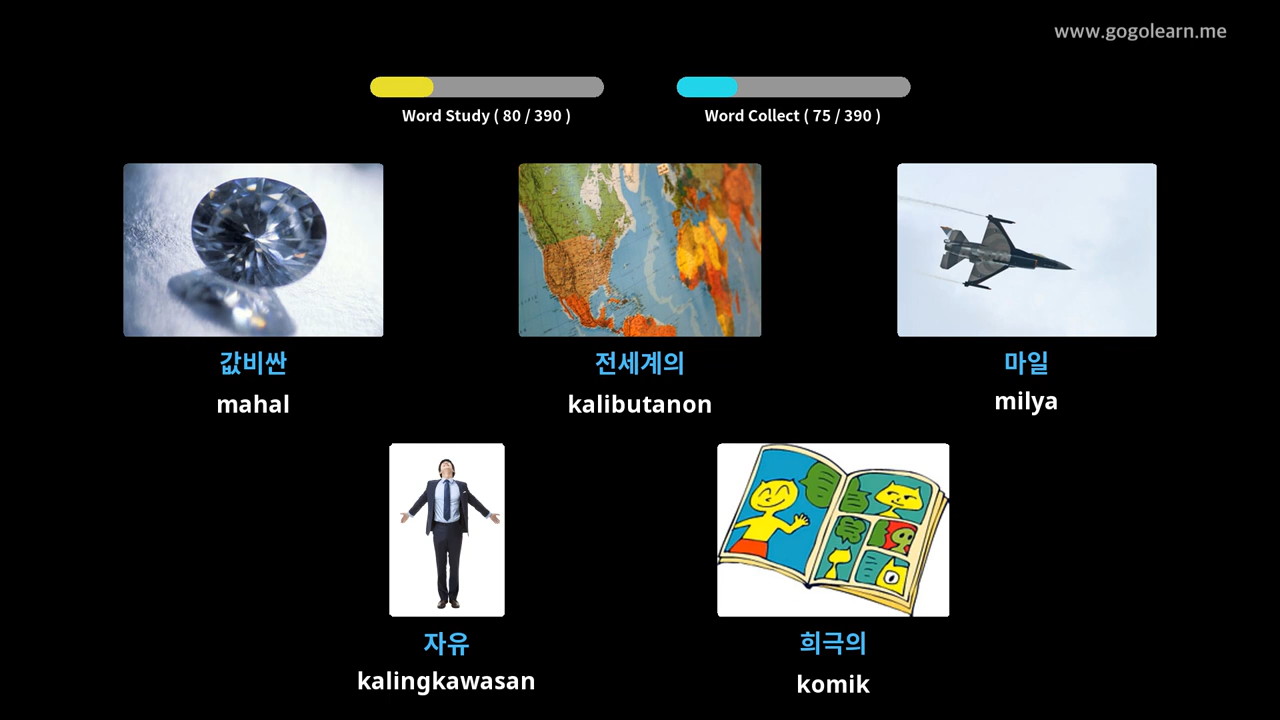 www.gogolearn.me
Word Study ( 80 / 390 )
Word Collect ( 75 / 390 )
값비싼
mahal
전세계의
kalibutanon
마일
milya
자유
kalingkawasan
희극의
komik